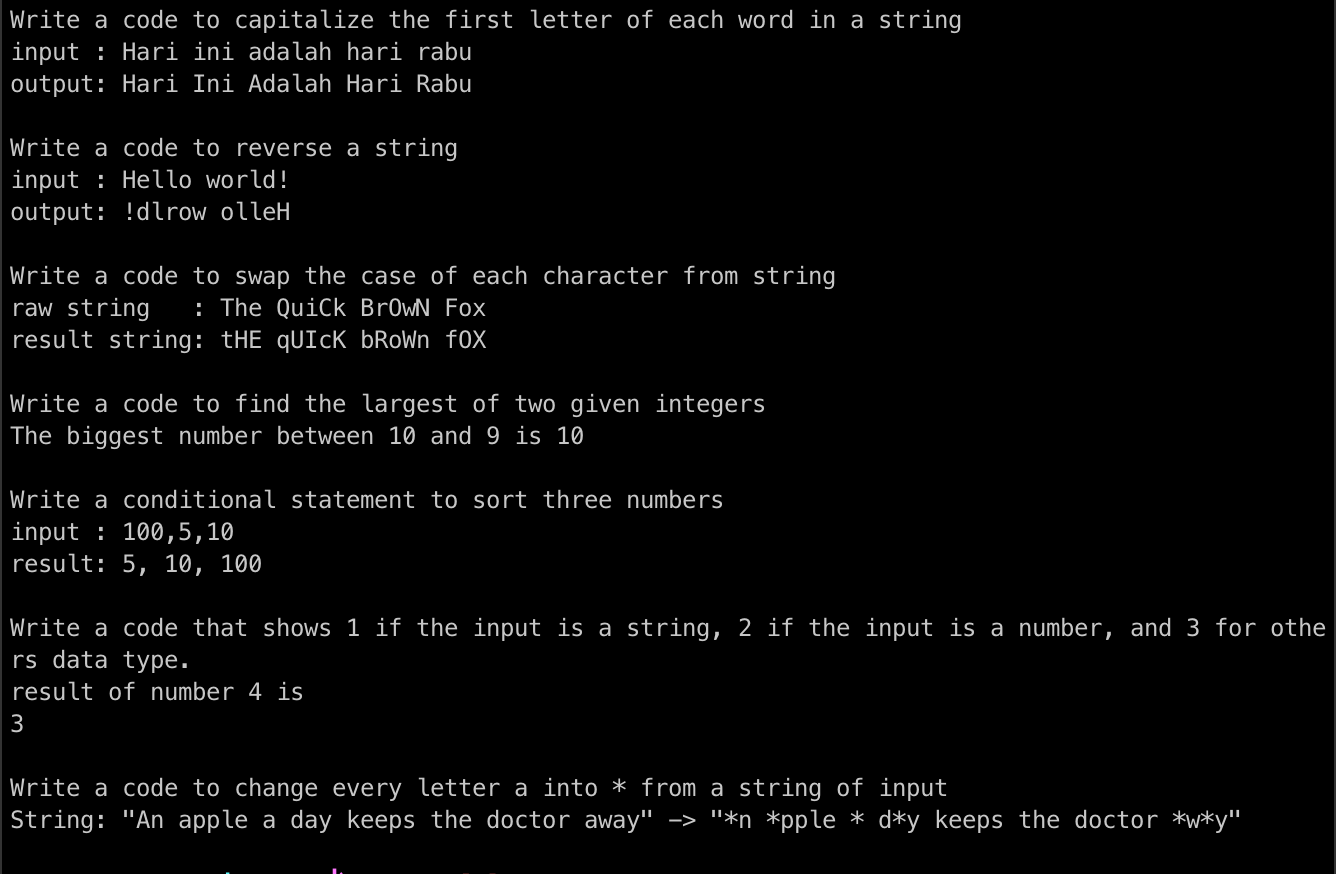 Write a code to capitalize the first letter of each word in a string
input : Hari ini adalah hari rabu
output: Hari Ini Adalah Hari Rabu
Write a code to reverse a string
input : Hello world!
output: !dlrow olleH
Write a code to swap the case of each character from string
raw string   : The QuiCk BrOwN Fox
result string: tHE qUIcK bRoWn fOX
Write a code to find the largest of two given integers
The biggest number between 10 and 9 is 10
Write a conditional statement to sort three numbers
input : 100,5,10
result: 5, 10, 100
Write a code that shows 1 if the input is a string, 2 if the input is a number, and 3 for othe
rs data type.
result of number 4 is
3
Write a code to change every letter a into * from a string of input
String: "An apple a day keeps the doctor away" -> "*n *pple * d*y keeps the doctor *w*y"